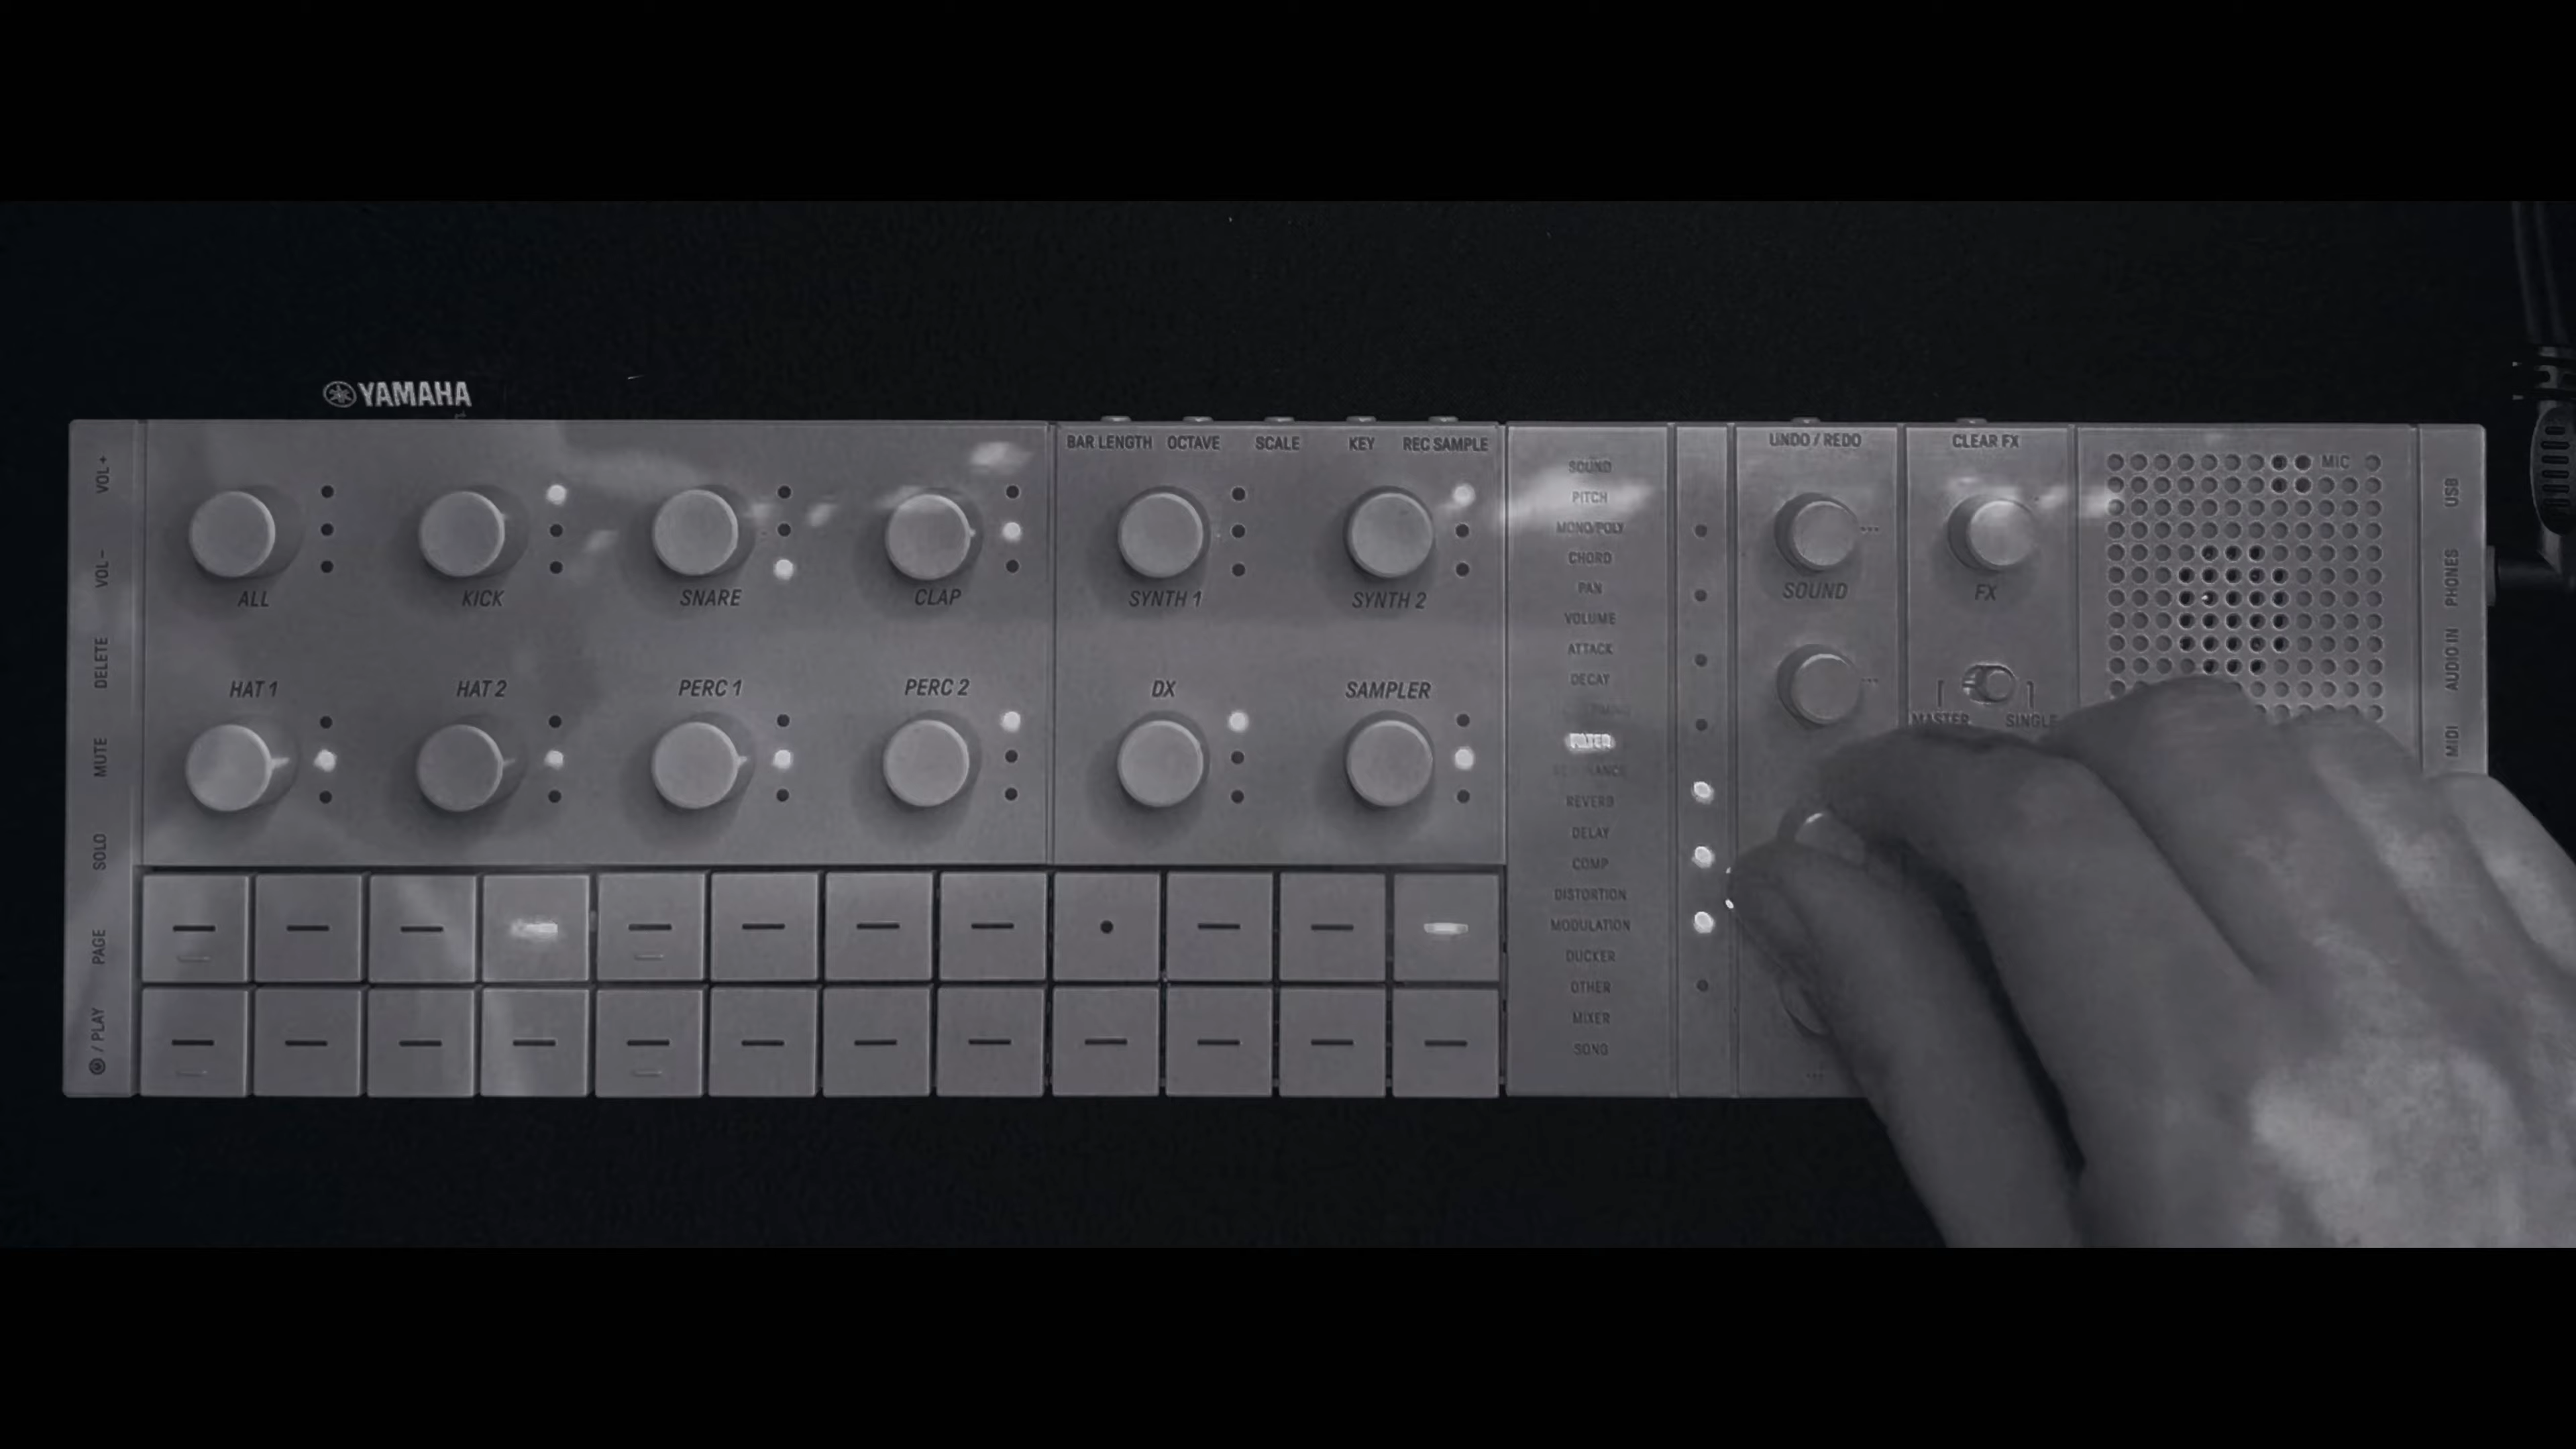 YAMAHA
BAR LENGTH OCTAVE SCALE KEY REC SAMPLE
UNDO / REDO CLEAR FX
MIC
ALL KICK SNARE CLAP SYNTH 1 SYNTH 2
SOUND FX
HAT 1 HAT 2 PERC 1 PERC 2 DX SAMPLER
MASTER SINGLE
VOL+
VOL-
DELETE
MUTE
SOLO
PAGE
/ PLAY
SOUND
PITCH
MONO/POLY
CHORD
PAN
VOLUME
ATTACK
DECAY
FILTER
REVERB
DELAY
COMP
DISTORTION
MODULATION
DUCKER
OTHER
MIXER
SONG
USB
PHONES
AUDIO IN
MIDI